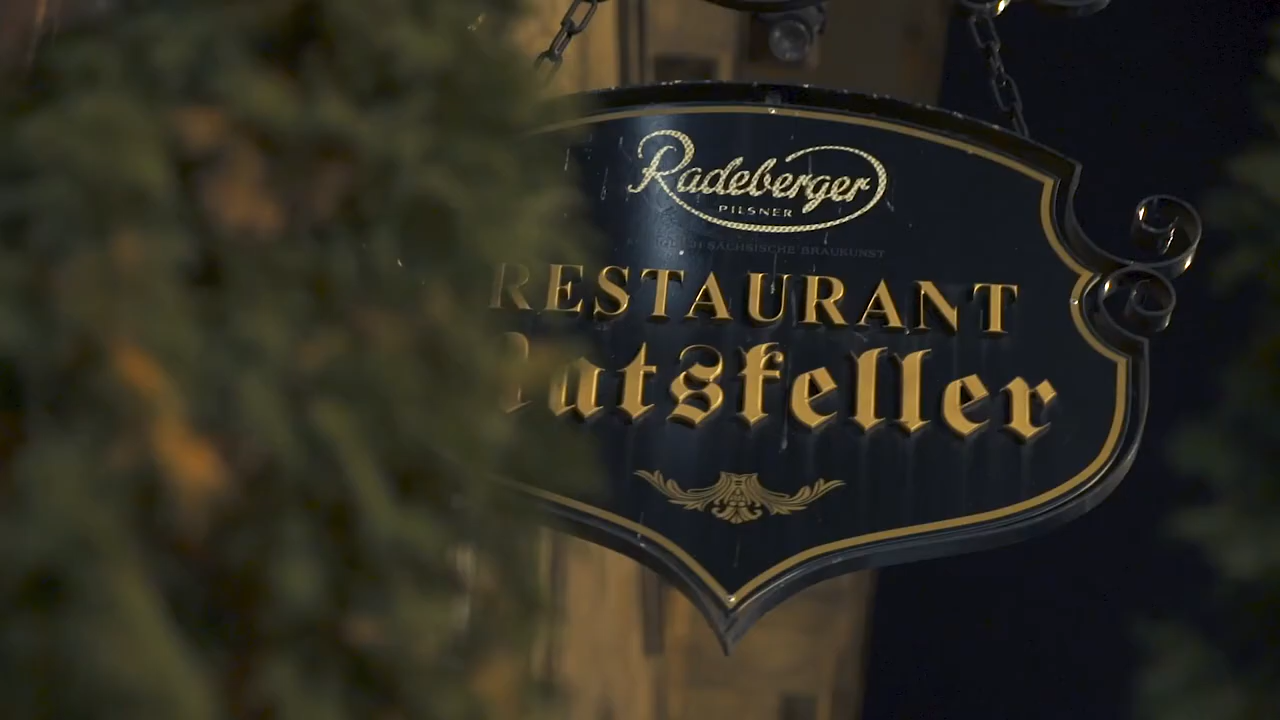 Radeberger
PILSNER
SÄCHSISCHE BRAUKUNST
RESTAURANT
Ratskeller